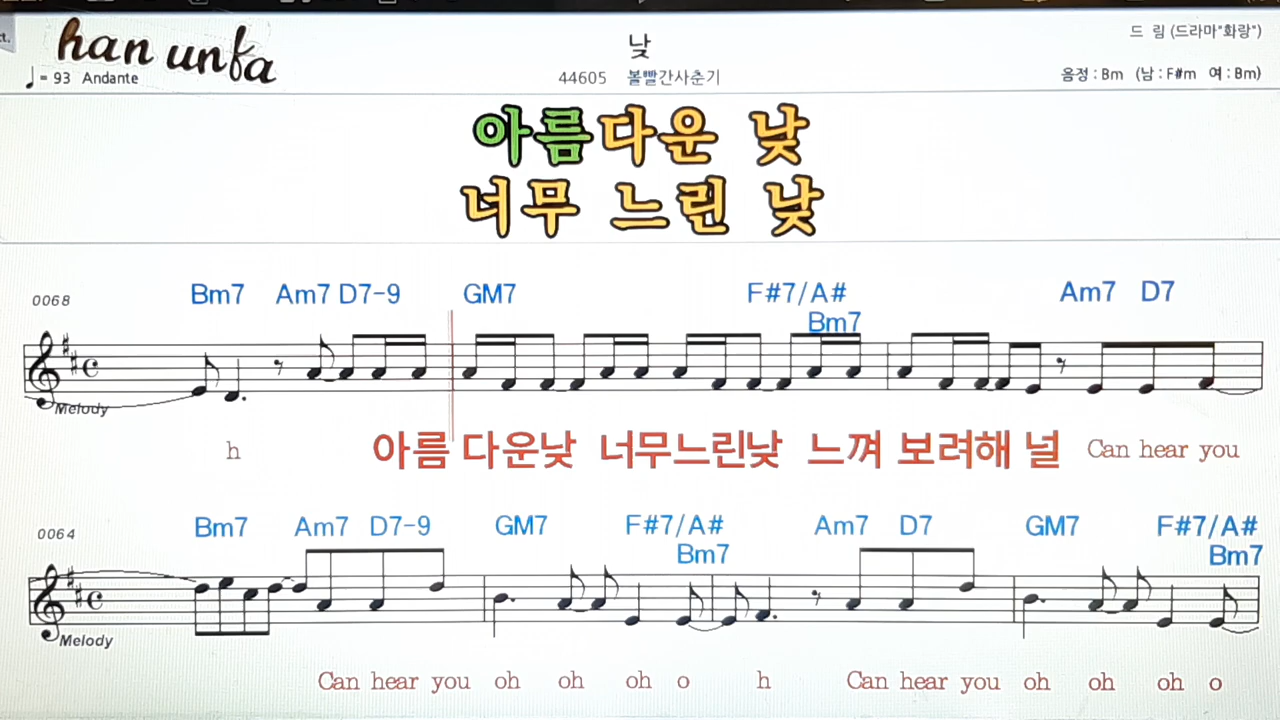 ct.
han unfa
낮
드 림 (드라마"화랑")
♩= 93 Andante
44605 볼빨간사춘기
음정 : Bm (남 : F#m 여 : Bm)
아름다운 낮
너무 느린 낮
0068
Bm7 Am7 D7-9 GM7 F#7/A# Am7 D7
Bm7
Melody
h 아름 다운낮 너무느린낮 느껴 보려해 널 Can hear you
0064
Bm7 Am7 D7-9 GM7 F#7/A# Am7 D7 GM7 F#7/A#
Bm7 Bm7
Melody
Can hear you oh oh oh o h Can hear you oh oh oh o